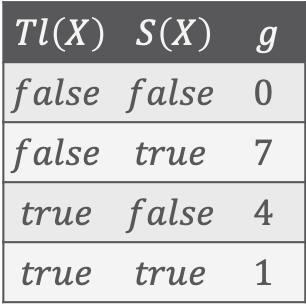 Tl(X) S(X) g
false false 0
false true 7
true false 4
true true 1